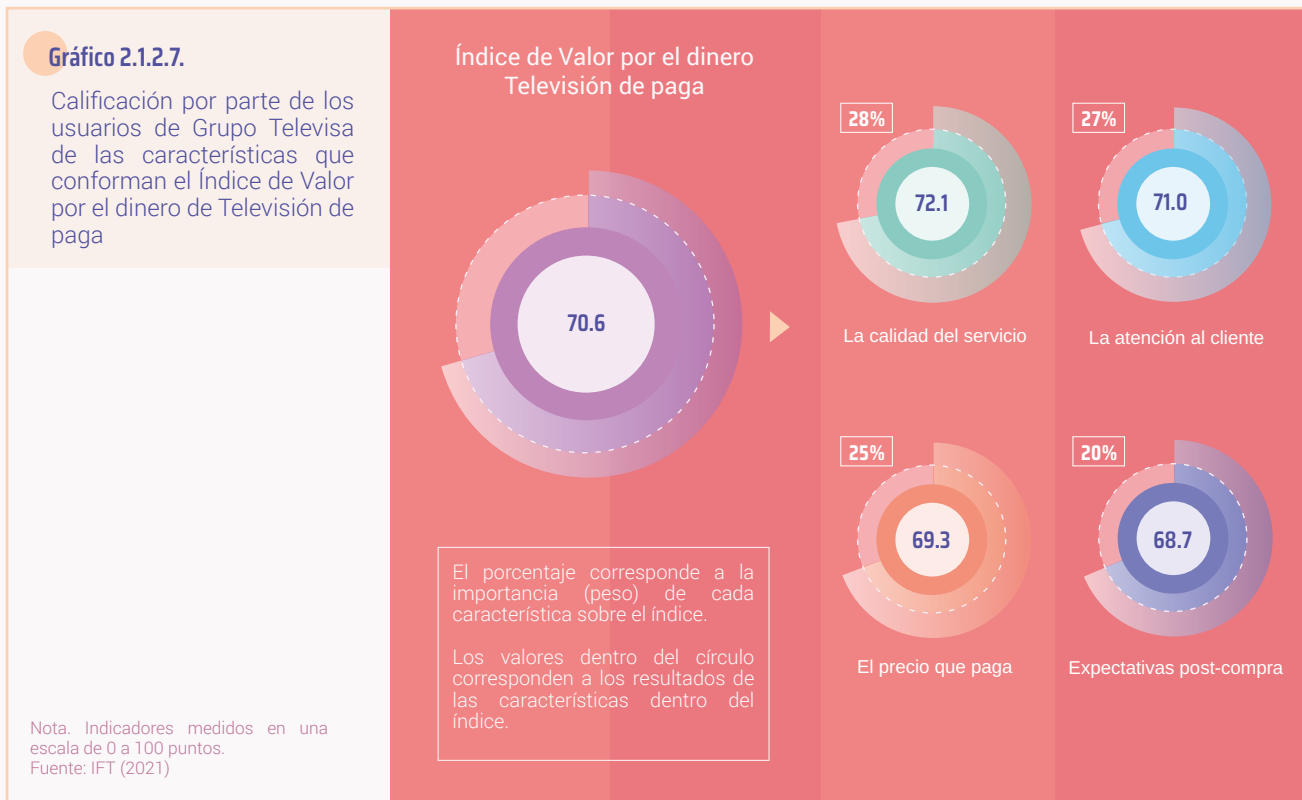 Gráfico 2.1.2.7.
Calificación por parte de los
usuarios de Grupo Televisa
de las características que
conforman el Índice de Valor
por el dinero de Televisión de
paga
Nota. Indicadores medidos en una
escala de 0 a 100 puntos.
Fuente: IFT (2021)
Índice de Valor por el dinero
Televisión de paga
70.6
El porcentaje corresponde a la
importancia (peso) de cada
característica sobre el índice.
Los valores dentro del círculo
corresponden a los resultados de
las características dentro del
índice.
28%
72.1
La calidad del servicio
27%
71.0
La atención al cliente
25%
69.3
El precio que paga
20%
68.7
Expectativas post-compra